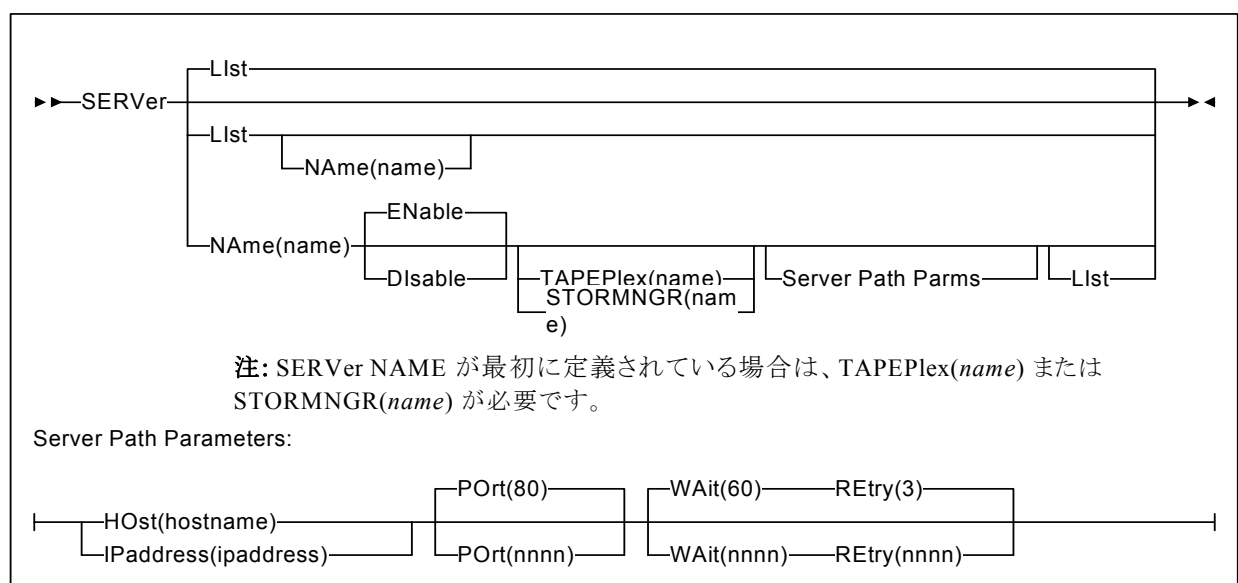 LIst
SERVer
LIst
NAme(name)
ENable
NAme(name)
DIsable
TAPEPlex(name)
STORMNGR(nam
e)
Server Path Parms
LIst
注: SERVer NAME が最初に定義されている場合は、TAPEPlex(name) または
STORMNGR(name) が必要です。
Server Path Parameters:
POrt(80)
WAit(60) REtry(3)
HOst(hostname)
IPaddress(ipaddress)
POrt(nnnn)
WAit(nnnn) REtry(nnnn)